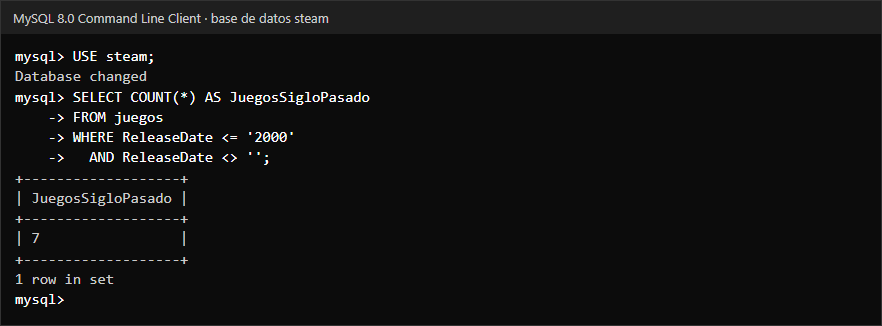 MySQL 8.0 Command Line Client · base de datos steam
mysql> USE steam;
Database changed
mysql> SELECT COUNT(*) AS JuegosSigloPasado
    -> FROM juegos
    -> WHERE ReleaseDate <= '2000'
    ->   AND ReleaseDate <> '';
+-------------------+
| JuegosSigloPasado |
+-------------------+
| 7                 |
+-------------------+
1 row in set
mysql>